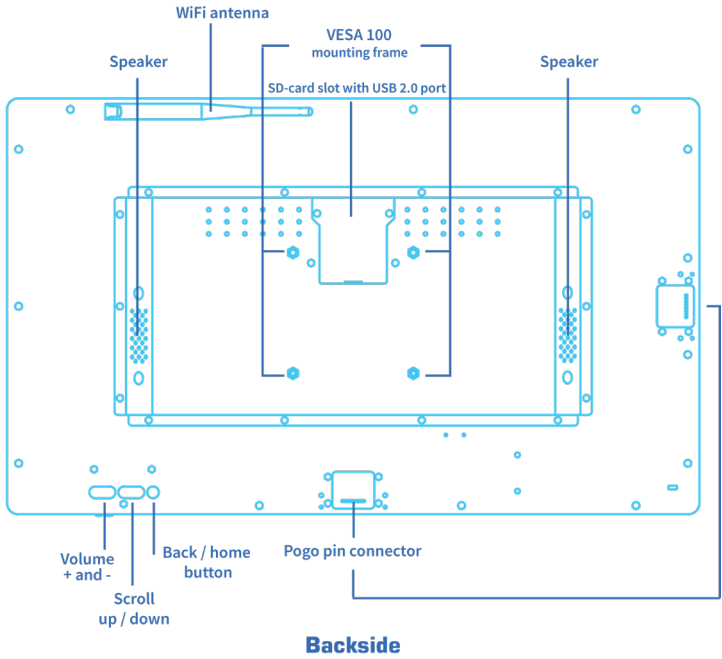 WiFi antenna
VESA 100
mounting frame
Speaker
Speaker
SD-card slot with USB 2.0 port
Volume
+ and -
Back / home
button
Pogo pin connector
Scroll
up / down
Backside